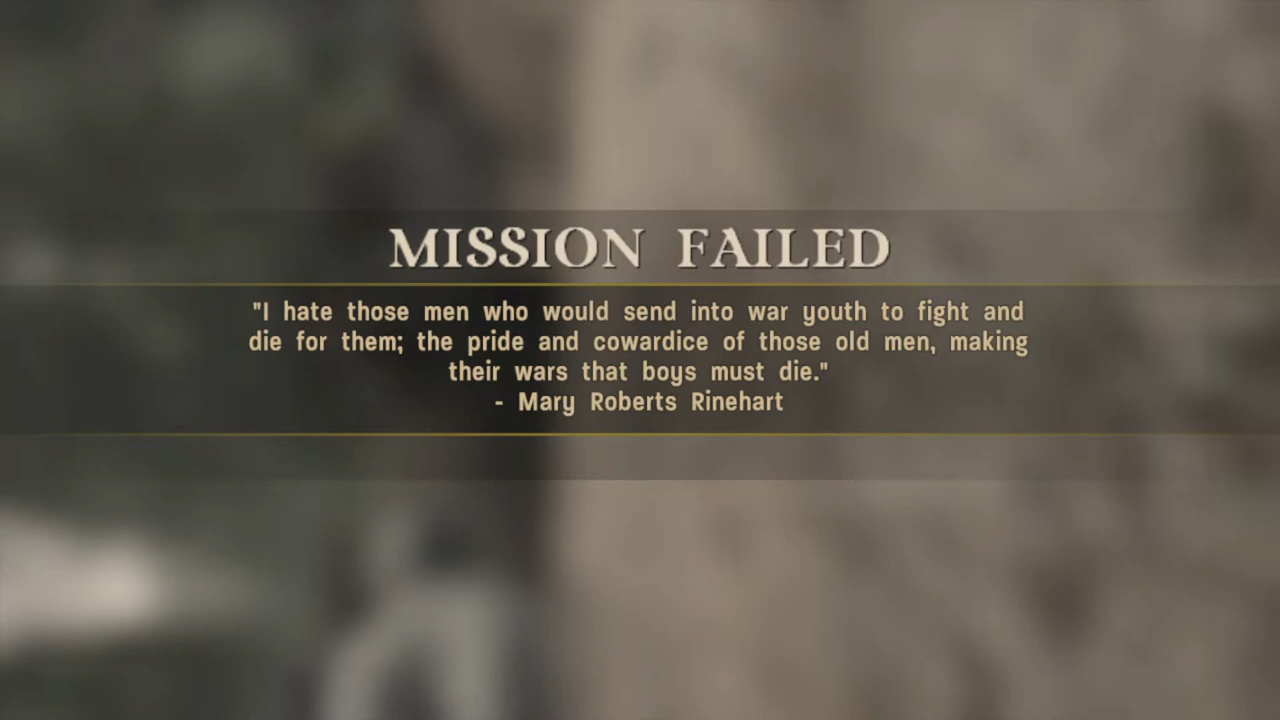 MISSION FAILED
"I hate those men who would send into war youth to fight and
die for them; the pride and cowardice of those old men, making
their wars that boys must die."
- Mary Roberts Rinehart